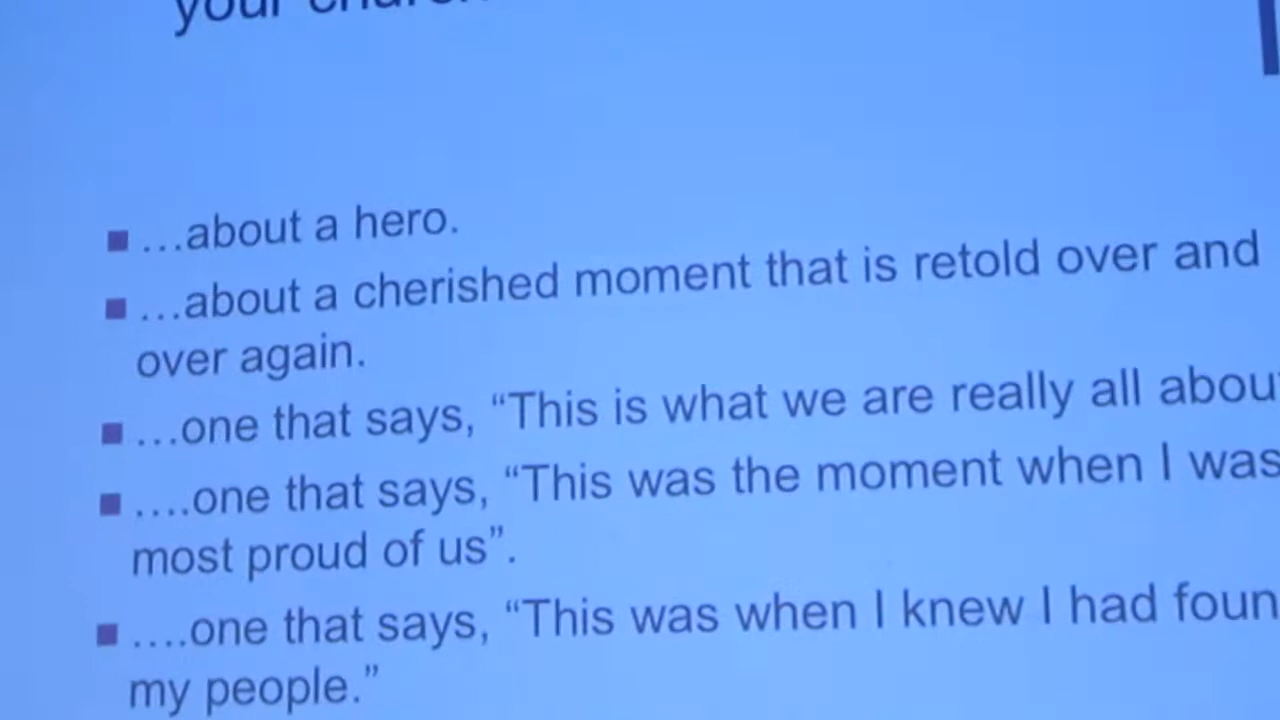 your
■ …about a hero.
■ …about a cherished moment that is retold over and
over again.
■ …one that says, “This is what we are really all
■ ….one that says, “This was the moment when I was
most proud of us”.
■ ….one that says, “This was when I knew I had
my people.”